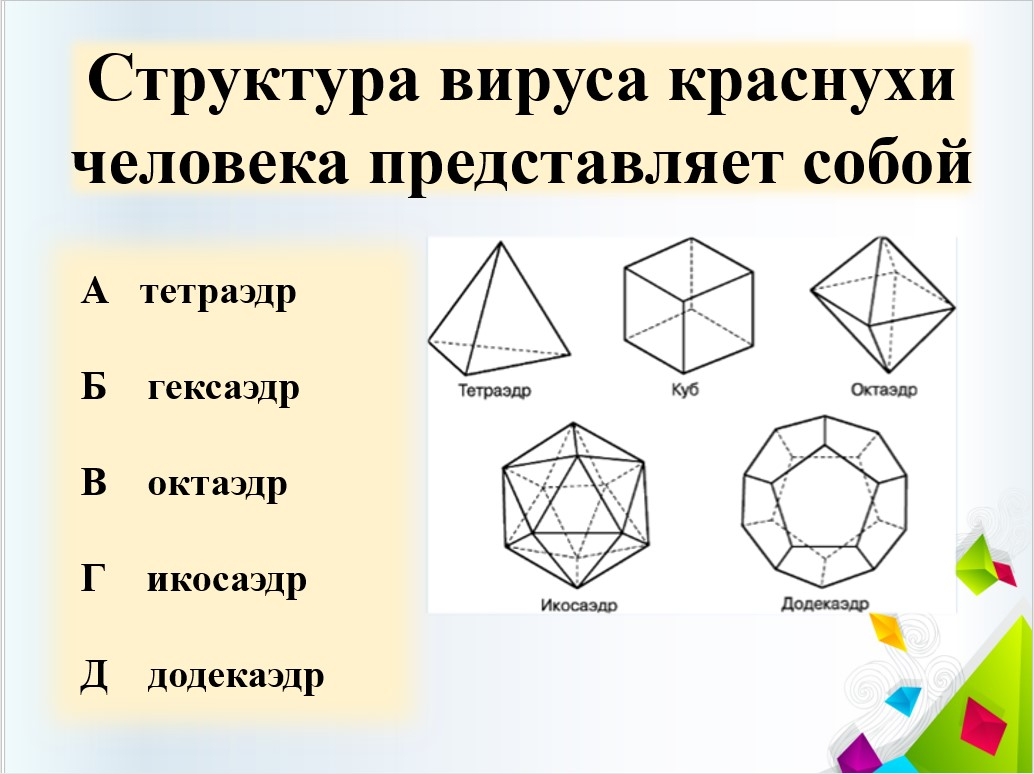 Структура вируса краснухи
человека представляет собой
А тетраэдр
Б гексаэдр
В октаэдр
Г икосаэдр
Д додекаэдр
Тетраэдр Куб Октаэдр
Икосаэдр Додекаэдр